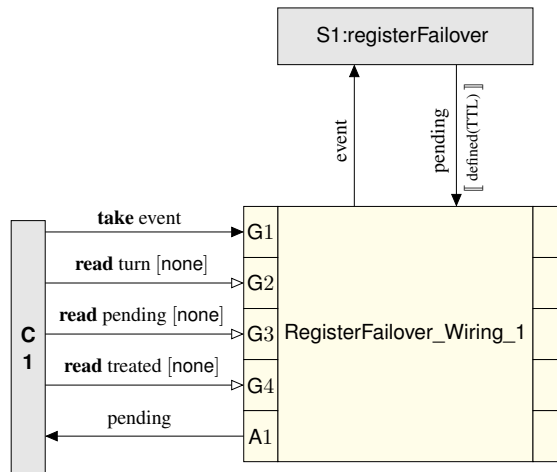 S1:registerFailover
event
pending
⟦ defined(TTL) ⟧
C
1
take event
G1
read turn [none]
G2
read pending [none]
G3
RegisterFailover_Wiring_1
read treated [none]
G4
pending
A1